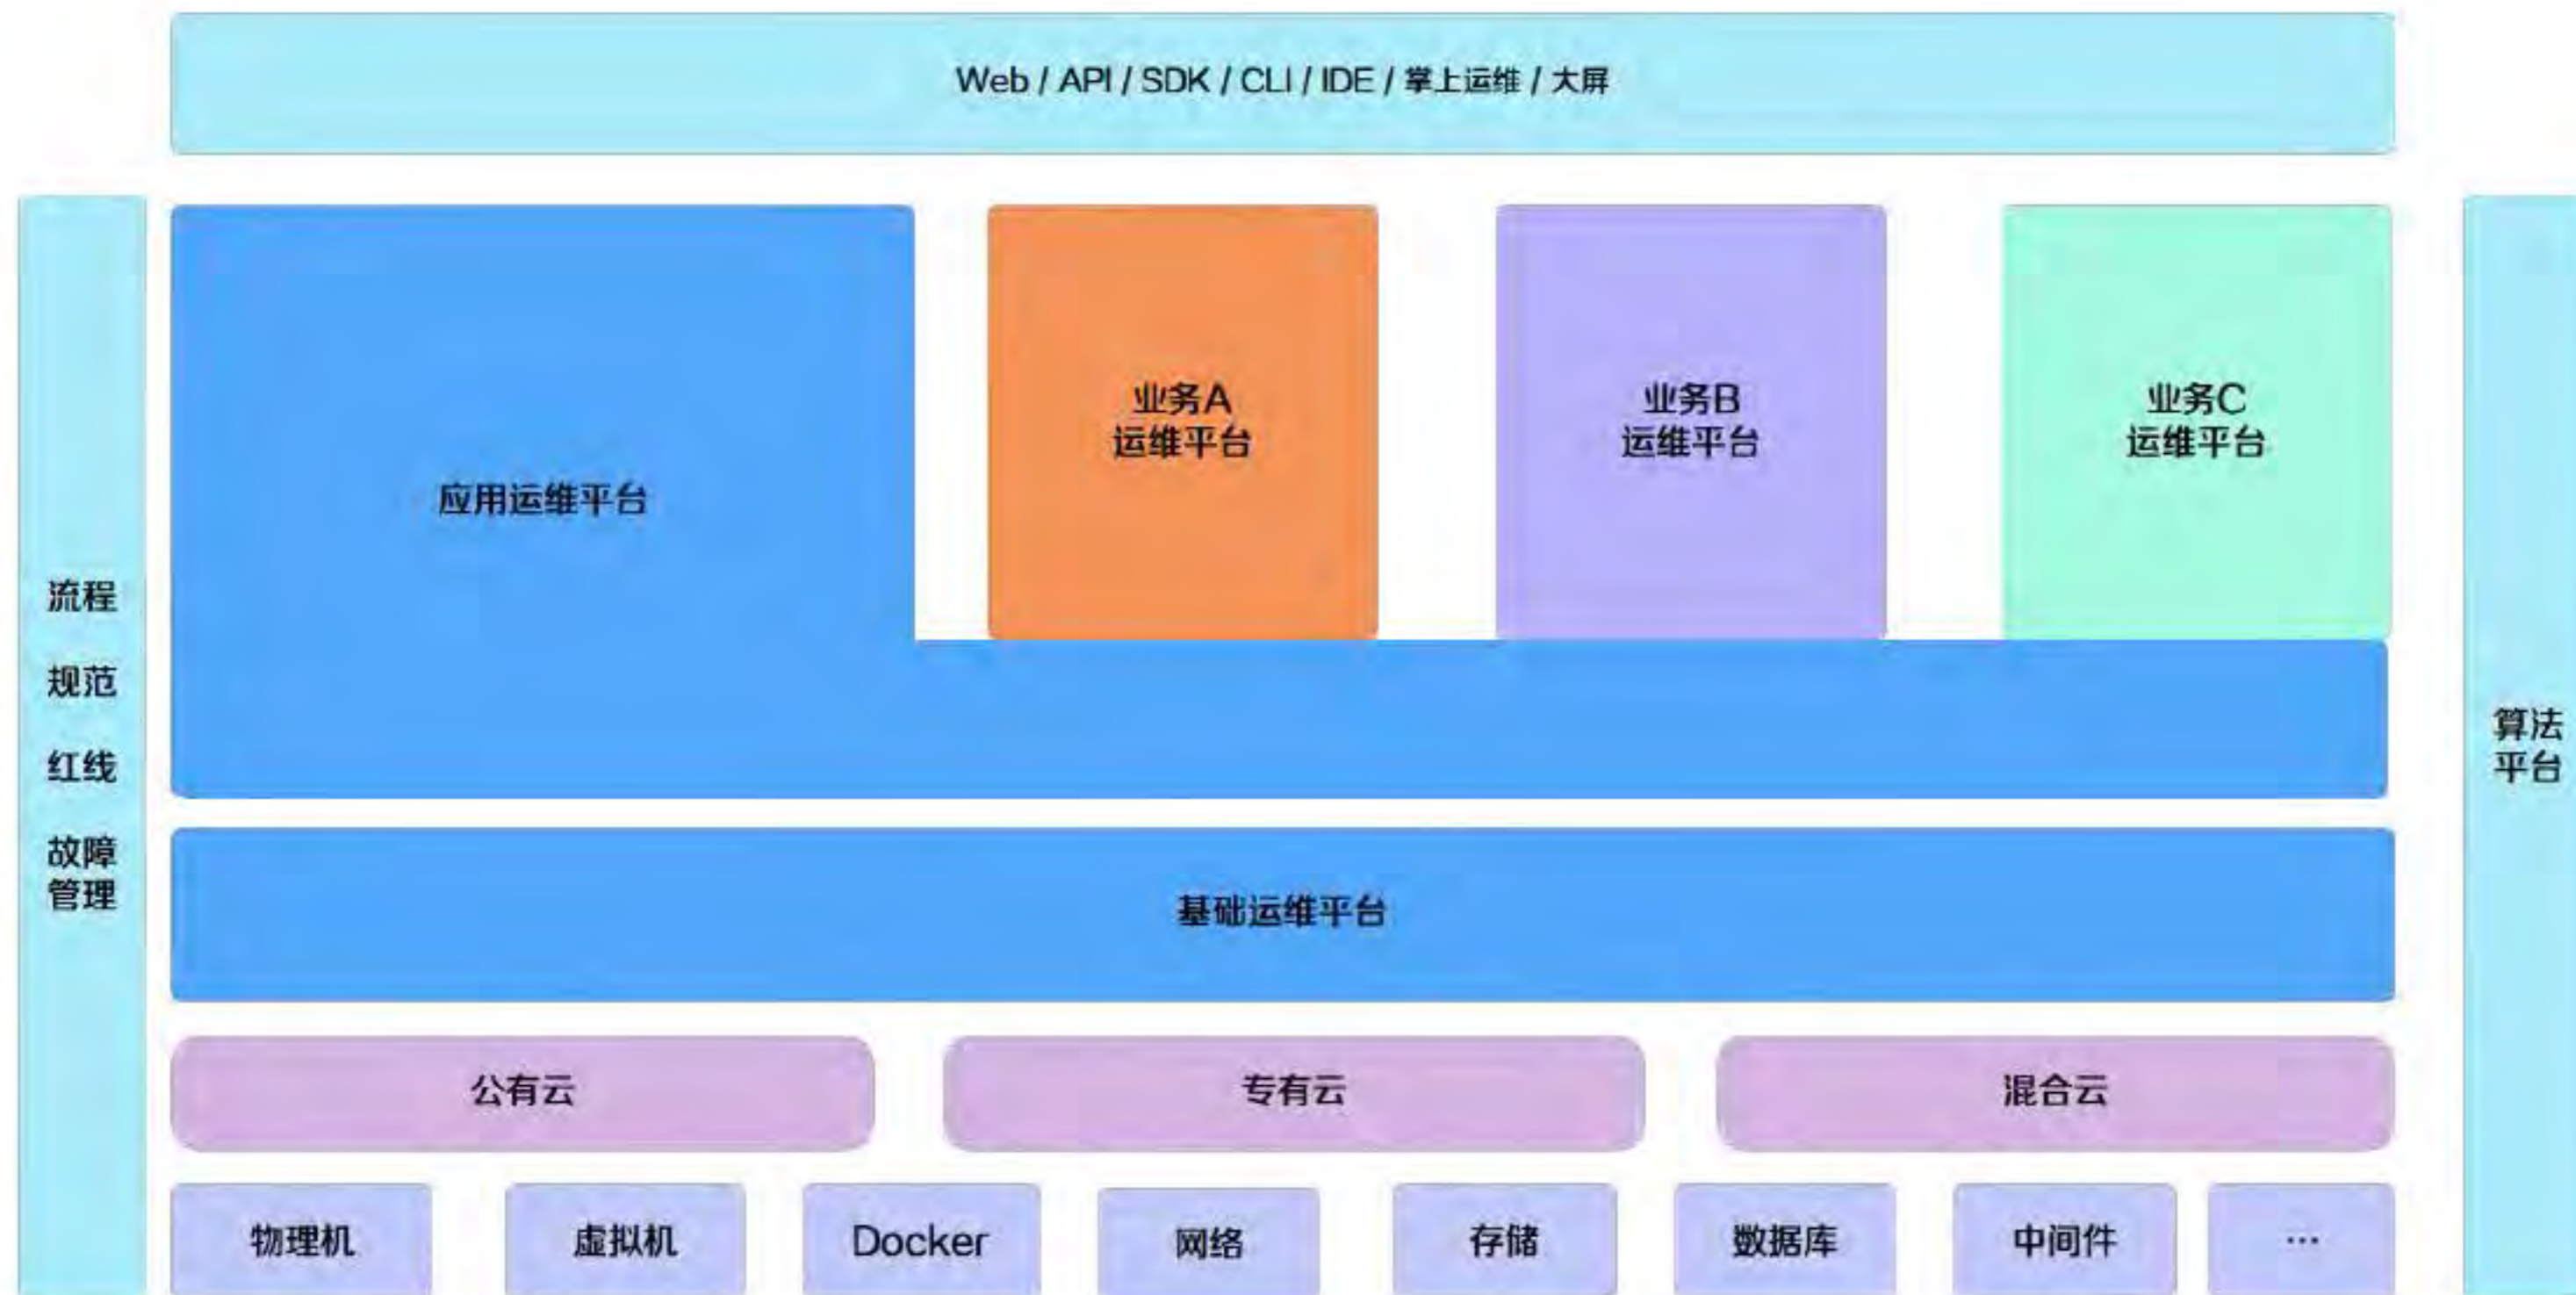 Web / API / SDK / CLI / IDE / 掌上运维 / 大屏
流程
规范
红线
故障
管理
应用运维平台
业务A
运维平台
业务B
运维平台
业务C
运维平台
算法
平台
基础运维平台
公有云
专有云
混合云
物理机
虚拟机
Docker
网络
存储
数据库
中间件
...